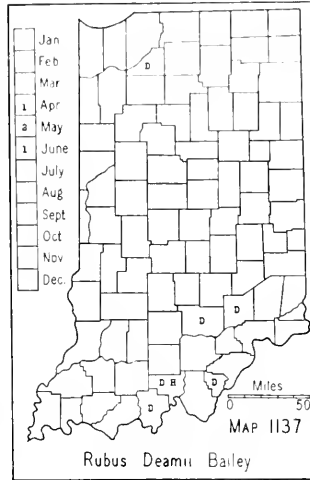 Jan
Feb
Mar
1 Apr
2 May
1 June
July
Aug
Sept
Oct
Nov
Dec.
D
D
D
D H
D
D
Miles
0 50
MAP 1137
Rubus Deamii Bailey